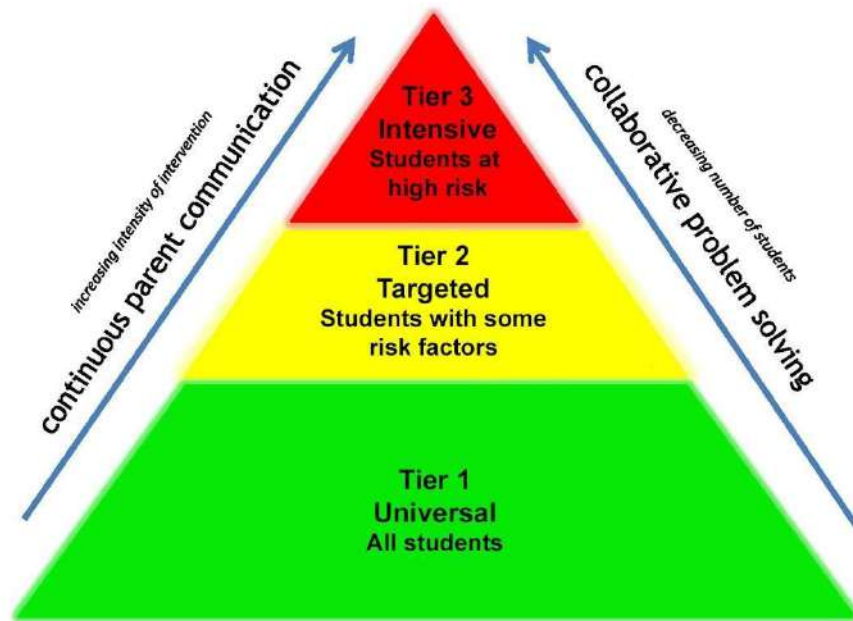 Tier 3
Intensive
Students at
high risk
Tier 2
Targeted
Students with some
risk factors
Tier 1
Universal
All students
increasing intensity of intervention
continuous parent communication
decreasing number of students
collaborative problem solving